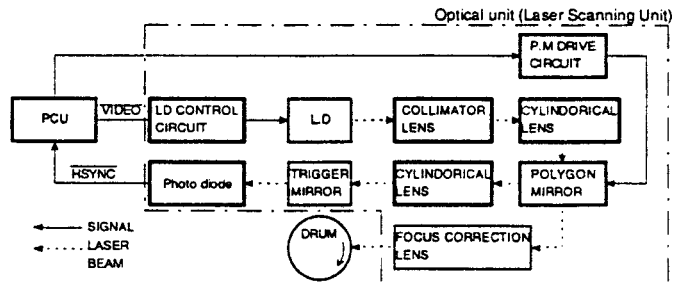 Optical unit (Laser Scanning Unit)
P.M DRIVE
CIRCUIT
PCU
VIDEO
LD CONTROL
CIRCUIT
L.D
COLLIMATOR
LENS
CYLINDORICAL
LENS
HSYNC
Photo diode
TRIGGER
MIRROR
CYLINDORICAL
LENS
POLYGON
MIRROR
SIGNAL
LASER
BEAM
DRUM
FOCUS CORRECTION
LENS